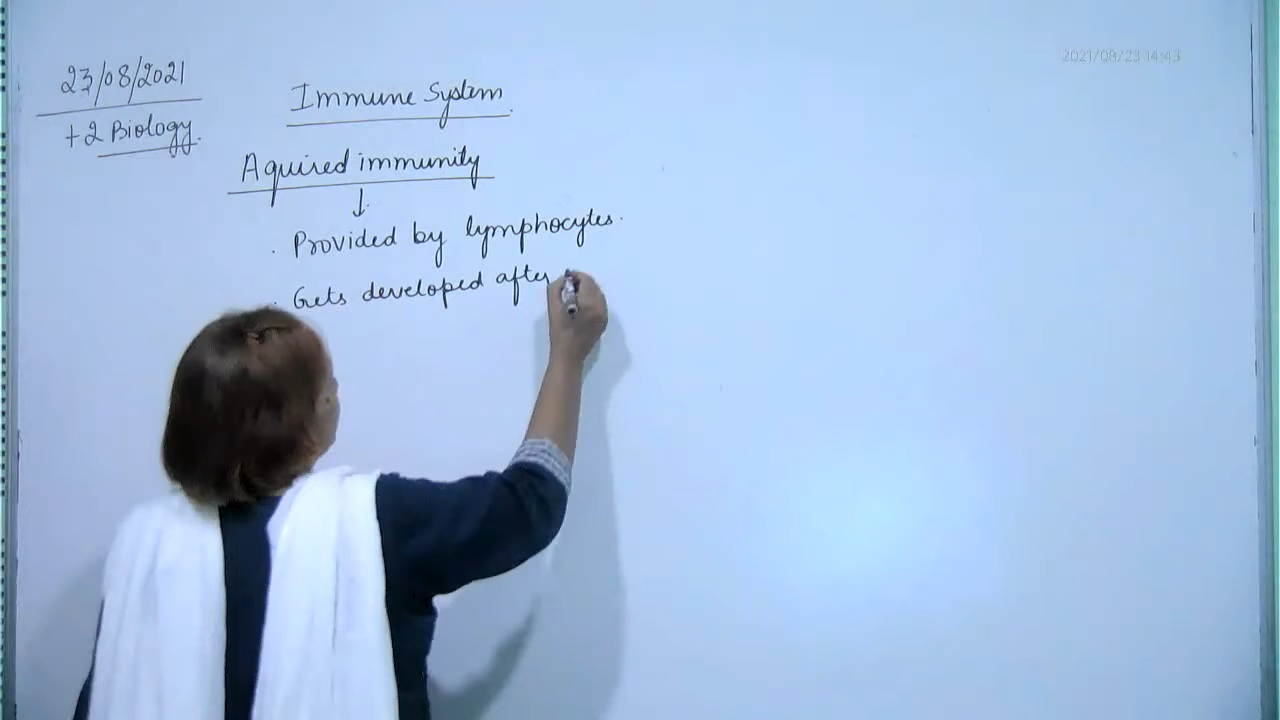 23/08/2021
+2 Biology.
Immune System.
Aquired immunity
↓
. Provided by lymphocytes.
. Gets developed after
2021/08/23 14:43